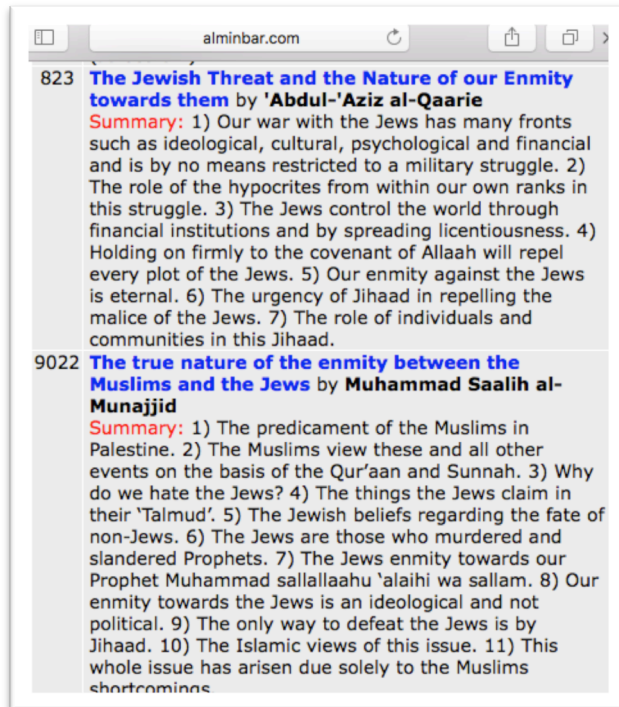 alminbar.com
823 The Jewish Threat and the Nature of our Enmity
towards them by 'Abdul-'Aziz al-Qaarie
Summary: 1) Our war with the Jews has many fronts
such as ideological, cultural, psychological and financial
and is by no means restricted to a military struggle. 2)
The role of the hypocrites from within our own ranks in
this struggle. 3) The Jews control the world through
financial institutions and by spreading licentiousness. 4)
Holding on firmly to the covenant of Allaah will repel
every plot of the Jews. 5) Our enmity against the Jews
is eternal. 6) The urgency of Jihaad in repelling the
malice of the Jews. 7) The role of individuals and
communities in this Jihaad.
9022 The true nature of the enmity between the
Muslims and the Jews by Muhammad Saalih al-
Munajjid
Summary: 1) The predicament of the Muslims in
Palestine. 2) The Muslims view these and all other
events on the basis of the Qur'aan and Sunnah. 3) Why
do we hate the Jews? 4) The things the Jews claim in
their 'Talmud'. 5) The Jewish beliefs regarding the fate of
non-Jews. 6) The Jews are those who murdered and
slandered Prophets. 7) The Jews enmity towards our
Prophet Muhammad sallallaahu 'alaihi wa sallam. 8) Our
enmity towards the Jews is an ideological and not
political. 9) The only way to defeat the Jews is by
Jihaad. 10) The Islamic views of this issue. 11) This
whole issue has arisen due solely to the Muslims
shortcomings